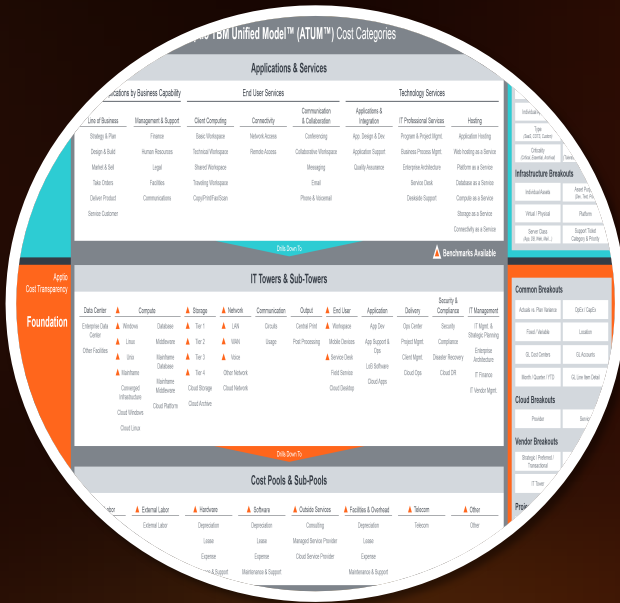 TBM Unified Model™ (ATUM™) Cost Categories
Applications & Services
by Business Capability
End User Services
Technology Services
Line of Business
Management & Support
Client Computing
Connectivity
Communication
& Collaboration
Applications &
Integration
IT Professional Services
Hosting
Strategy & Plan
Finance
Basic Workspace
Network Access
Conferencing
App. Design & Dev
Program & Project Mgmt.
Application Hosting
Design & Build
Human Resources
Technical Workspace
Remote Access
Collaborative Workspace
Application Support
Business Process Mgmt.
Web hosting as a Service
Market & Sell
Legal
Shared Workspace
Messaging
Quality Assurance
Enterprise Architecture
Platform as a Service
Take Orders
Facilities
Traveling Workspace
Email
Service Desk
Database as a Service
Deliver Product
Communications
Copy/Print/Fax/Scan
Phone & Voicemail
Deskside Support
Compute as a Service
Service Customer
Storage as a Service
Connectivity as a Service
Drills Down To
Benchmarks Available
Type
(SaaS, COTS, Custom)
Criticality
(Critical, Essential, Archival)
Infrastructure Breakouts
Individual Assets
Virtual / Physical
Platform
Server Class
Support Ticket
Category & Priority
Apptio
Cost Transparency
Foundation
IT Towers & Sub-Towers
Data Center
Compute
Storage
Network
Communication
Output
End User
Application
Delivery
Security &
Compliance
IT Management
Enterprise Data
Center
Other Facilities
Windows
Linux
Unix
Mainframe
Converged
Infrastructure
Cloud Windows
Cloud Linux
Database
Middleware
Mainframe
Database
Mainframe
Middleware
Cloud Platform
Tier 1
Tier 2
Tier 3
Tier 4
Cloud Storage
Cloud Archive
LAN
WAN
Voice
Other Network
Cloud Network
Circuits
Usage
Central Print
Post Processing
Workspace
Mobile Devices
Service Desk
Field Service
Cloud Desktop
App Dev
App Support &
Ops
LoB Software
Cloud Apps
Ops Center
Project Mgmt.
Client Mgmt.
Cloud Ops
Security
Compliance
Disaster Recovery
Cloud DR
IT Mgmt. &
Strategic Planning
Enterprise
Architecture
IT Finance
IT Vendor Mgmt.
Drills Down To
Common Breakouts
Actuals vs. Plan Variance
OpEx / CapEx
Fixed / Variable
Location
GL Cost Centers
GL Accounts
Month / Quarter / YTD
GL Line Item Detail
Cloud Breakouts
Provider
Vendor Breakouts
Strategic / Preferred /
Transactional
IT Tower
Cost Pools & Sub-Pools
External Labor
Hardware
Software
Outside Services
Facilities & Overhead
Telecom
Other
External Labor
Depreciation
Depreciation
Consulting
Depreciation
Telecom
Other
Lease
Lease
Managed Service Provider
Lease
Expense
Expense
Cloud Service Provider
Expense
& Support
Maintenance & Support
Maintenance & Support